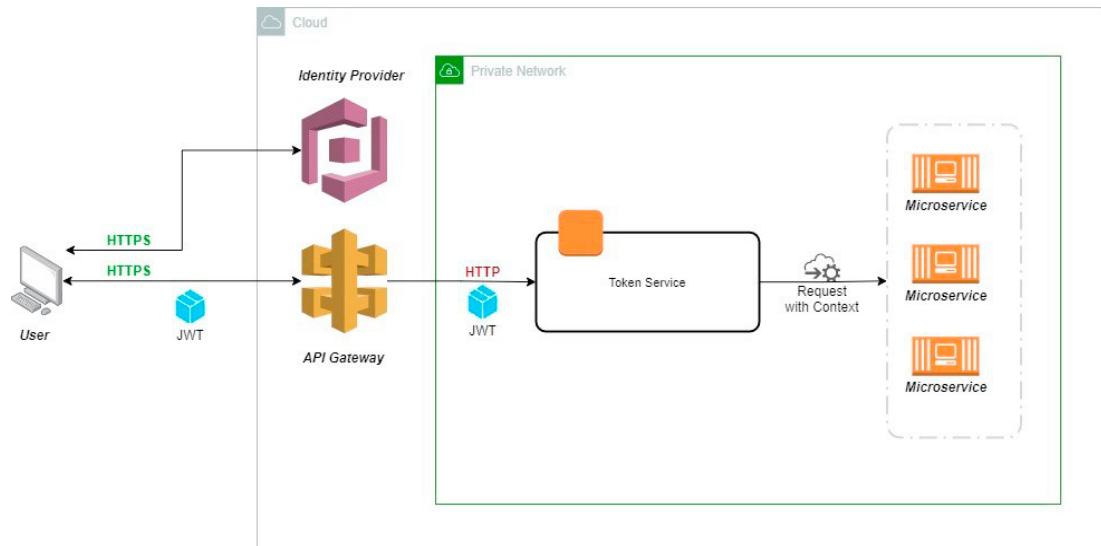 Cloud
Identity Provider
Private Network
HTTPS
HTTPS
JWT
User
API Gateway
HTTP
JWT
Token Service
Request
with Context
Microservice
Microservice
Microservice